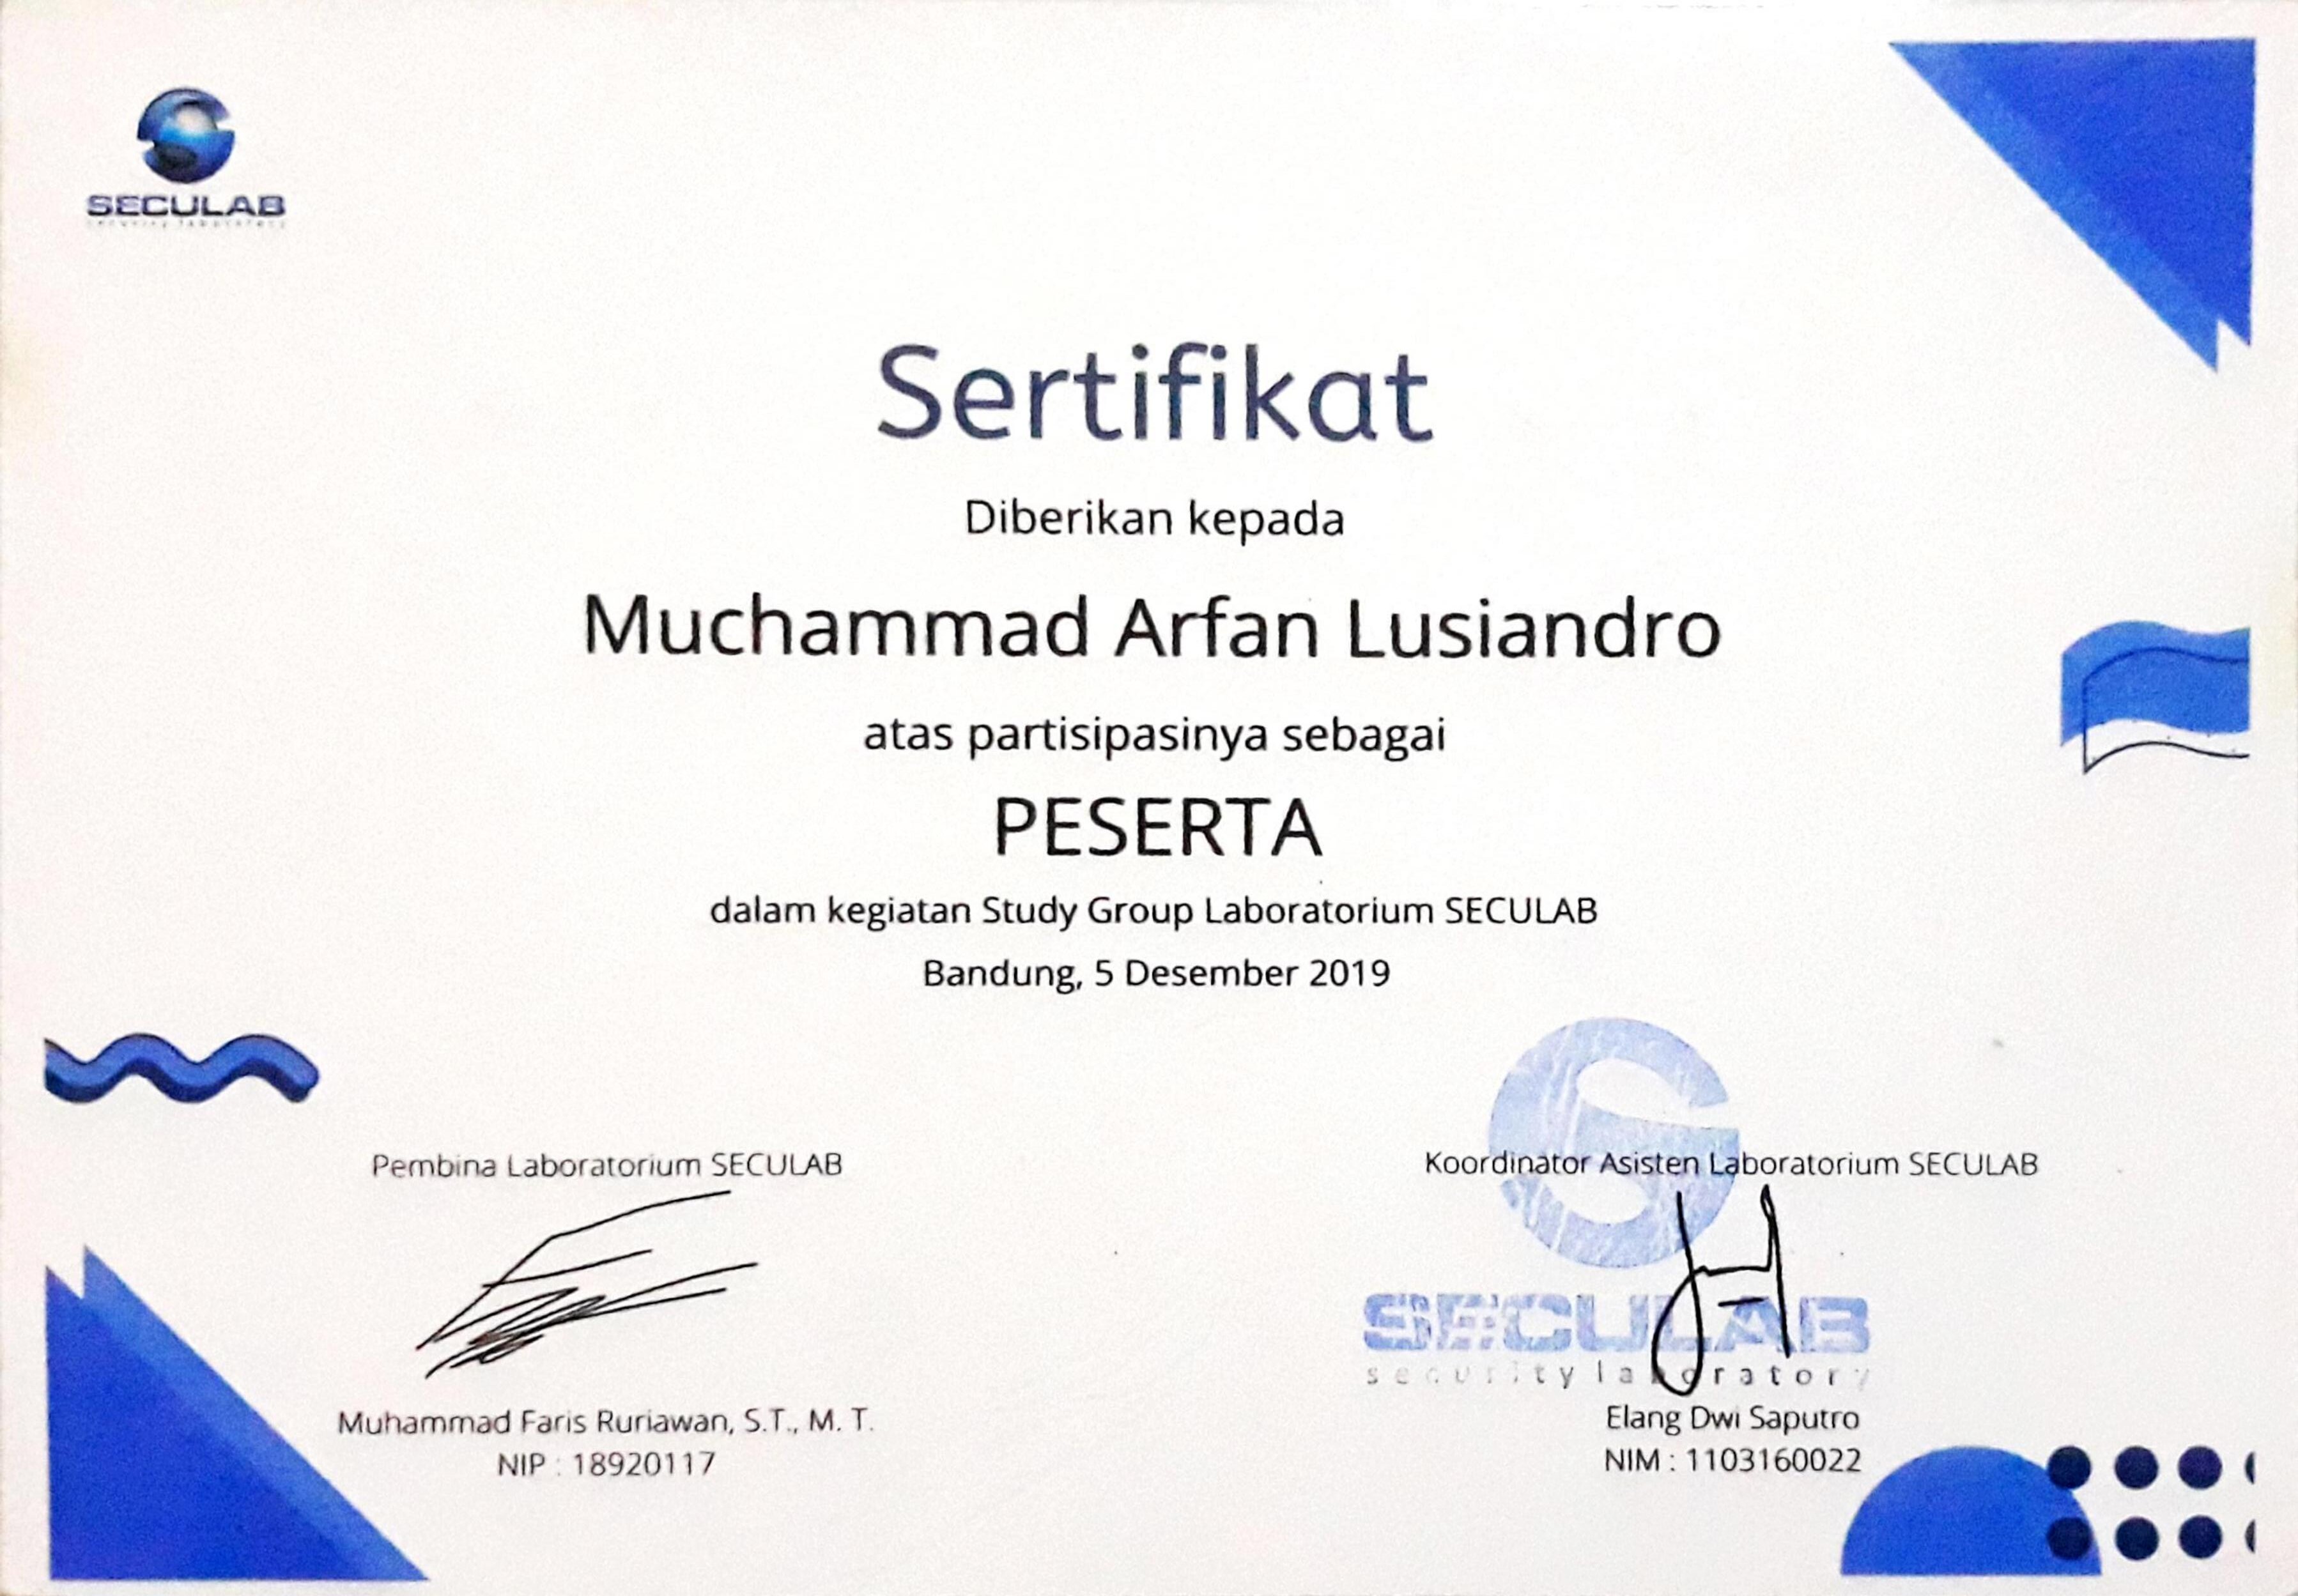 SECULAB
security laboratory
Sertifikat
Diberikan kepada
Muchammad Arfan Lusiandro
atas partisipasinya sebagai
PESERTA
dalam kegiatan Study Group Laboratorium SECULAB
Bandung, 5 Desember 2019
Pembina Laboratorium SECULAB
Koordinator Asisten Laboratorium SECULAB
SECULAB
security laboratory
Muhammad Faris Ruriawan, S.T., M. T.
NIP : 18920117
Elang Dwi Saputro
NIM : 1103160022